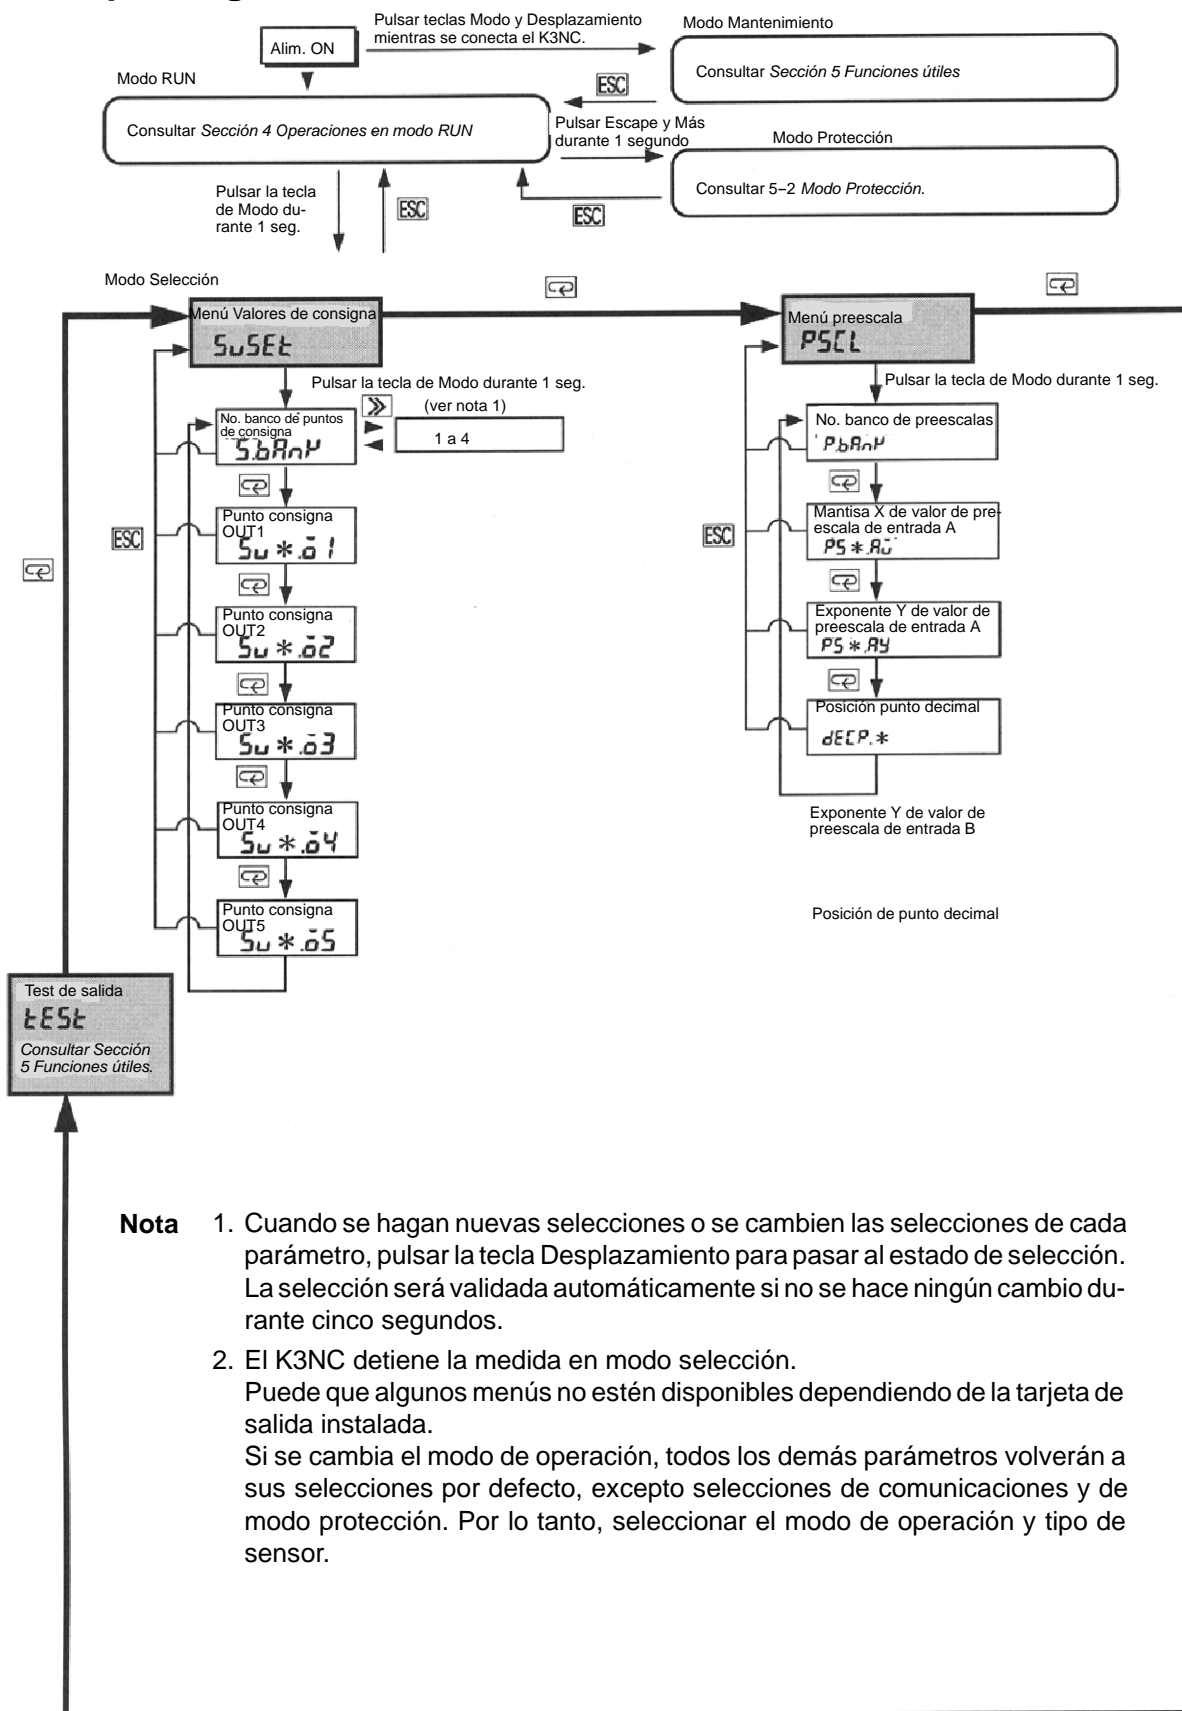 Pulsar teclas Modo y Desplazamiento
mientras se conecta el K3NC.
Modo Mantenimiento
Alim. ON
Consultar Sección 5 Funciones útiles
Modo RUN
ESC
Consultar Sección 4 Operaciones en modo RUN
Pulsar Escape y Más
durante 1 segundo
Modo Protección
Consultar 5–2 Modo Protección.
Pulsar la tecla
de Modo du-
rante 1 seg.
ESC
ESC
Modo Selección
Menú Valores de consigna
SvSEt
Menú preescala
PSCL
Pulsar la tecla de Modo durante 1 seg.
Pulsar la tecla de Modo durante 1 seg.
No. banco de puntos
de consigna
S.bAnK
(ver nota 1)
1 a 4
No. banco de preescalas
P.bAnK
Punto consigna
OUT1
Sv*.o1
Mantisa X de valor de pre-
escala de entrada A
PS*.A
ESC
ESC
Punto consigna
OUT2
Sv*.o2
Exponente Y de valor de
preescala de entrada A
PS*.AY
Punto consigna
OUT3
Sv*.o3
Posición punto decimal
dECP.*
Punto consigna
OUT4
Sv*.o4
Exponente Y de valor de
preescala de entrada B
Punto consigna
OUT5
Sv*.o5
Posición de punto decimal
Test de salida
tESt
Consultar Sección
5 Funciones útiles.
Nota 1. Cuando se hagan nuevas selecciones o se cambien las selecciones de cada
parámetro, pulsar la tecla Desplazamiento para pasar al estado de selección.
La selección será validada automáticamente si no se hace ningún cambio du-
rante cinco segundos.
2. El K3NC detiene la medida en modo selección.
Puede que algunos menús no estén disponibles dependiendo de la tarjeta de
salida instalada.
Si se cambia el modo de operación, todos los demás parámetros volverán a
sus selecciones por defecto, excepto selecciones de comunicaciones y de
modo protección. Por lo tanto, seleccionar el modo de operación y tipo de
sensor.